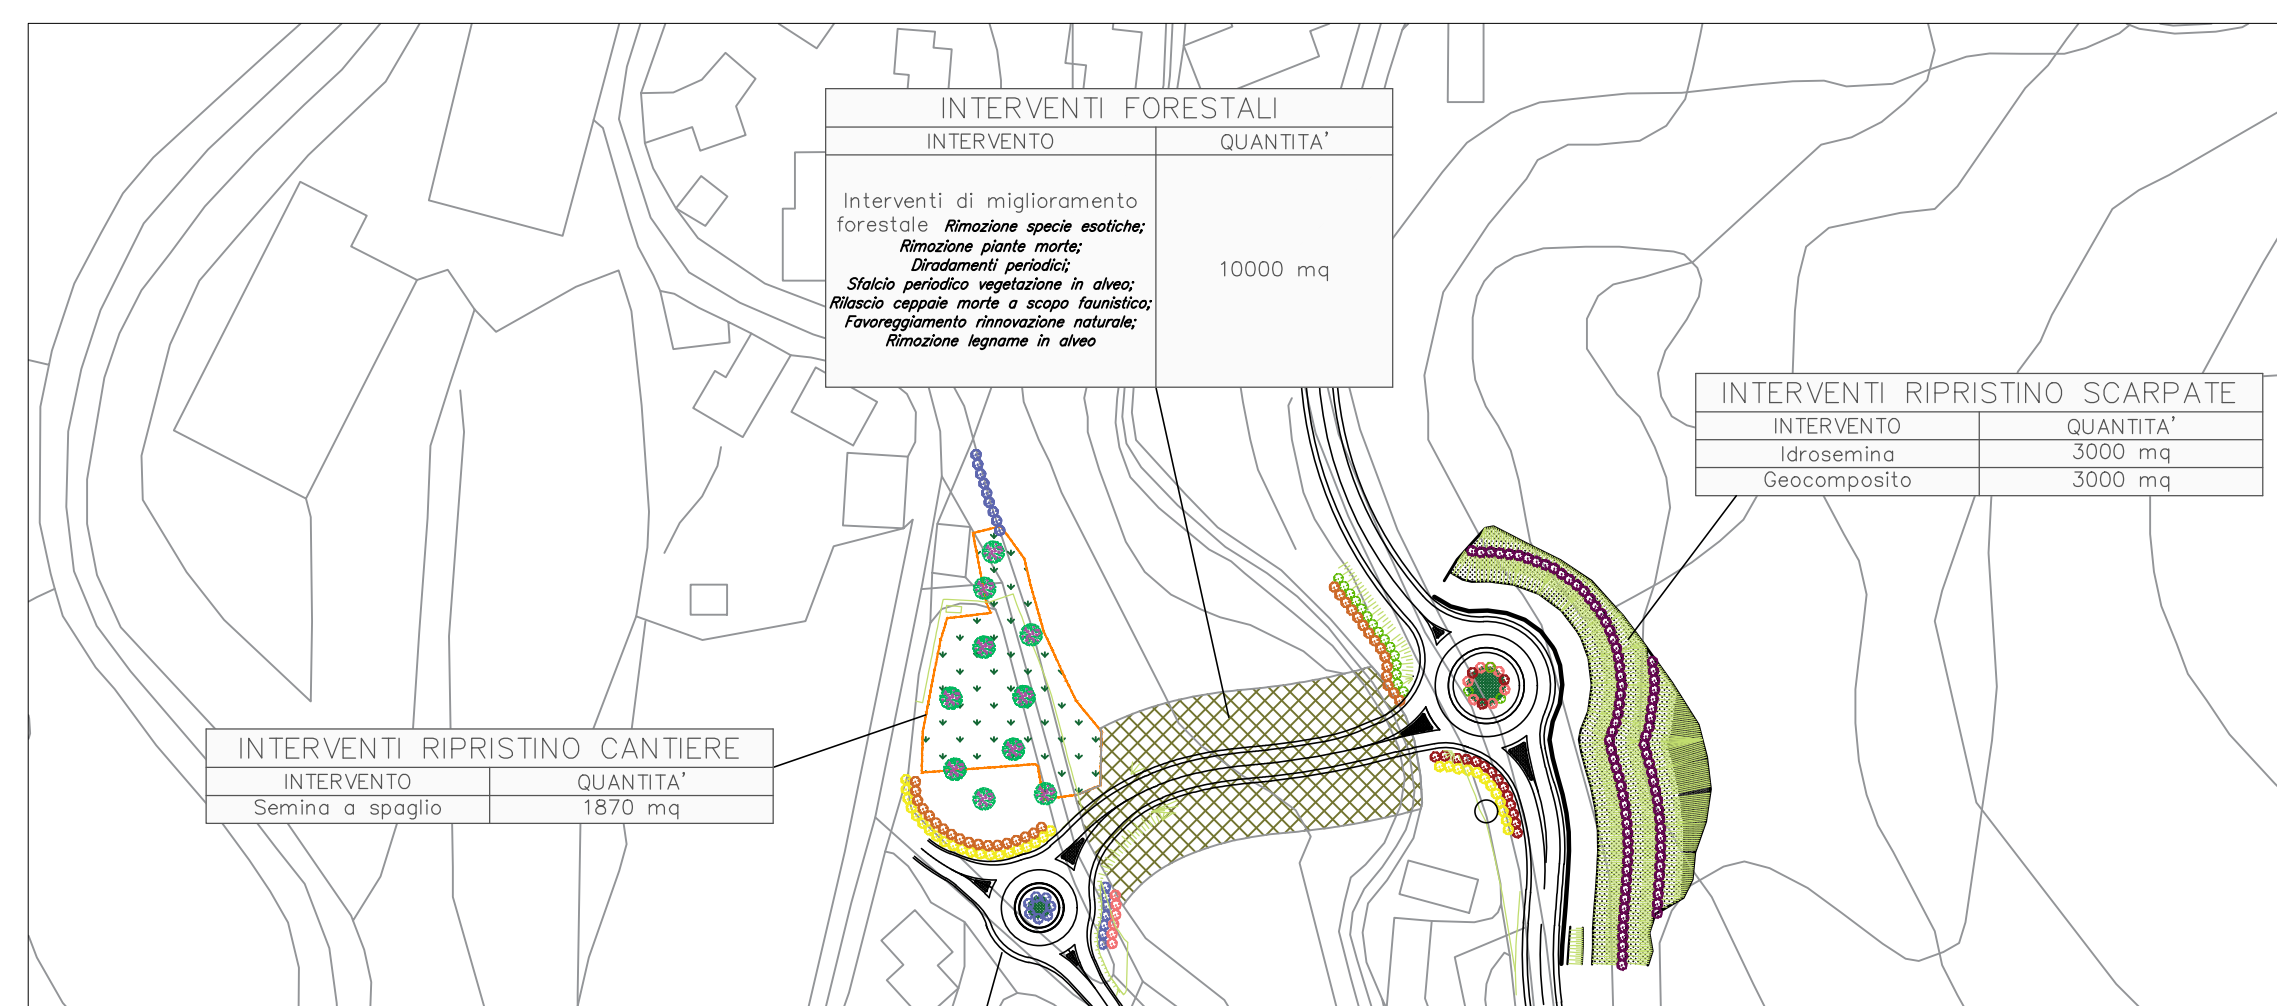 INTERVENTI FORESTALI
INTERVENTO QUANTITA'
Interventi di miglioramento
forestale Rimozione specie esotiche;
Rimozione piante morte;
Diradamenti periodici;
Sfalcio periodico vegetazione in alveo;
Rilascio ceppaie morte a scopo faunistico;
Favoreggiamento rinnovazione naturale;
Rimozione legname in alveo
10000 mq
INTERVENTI RIPRISTINO SCARPATE
INTERVENTO QUANTITA'
Idrosemina 3000 mq
Geocomposito 3000 mq
INTERVENTI RIPRISTINO CANTIERE
INTERVENTO QUANTITA'
Semina a spaglio 1870 mq